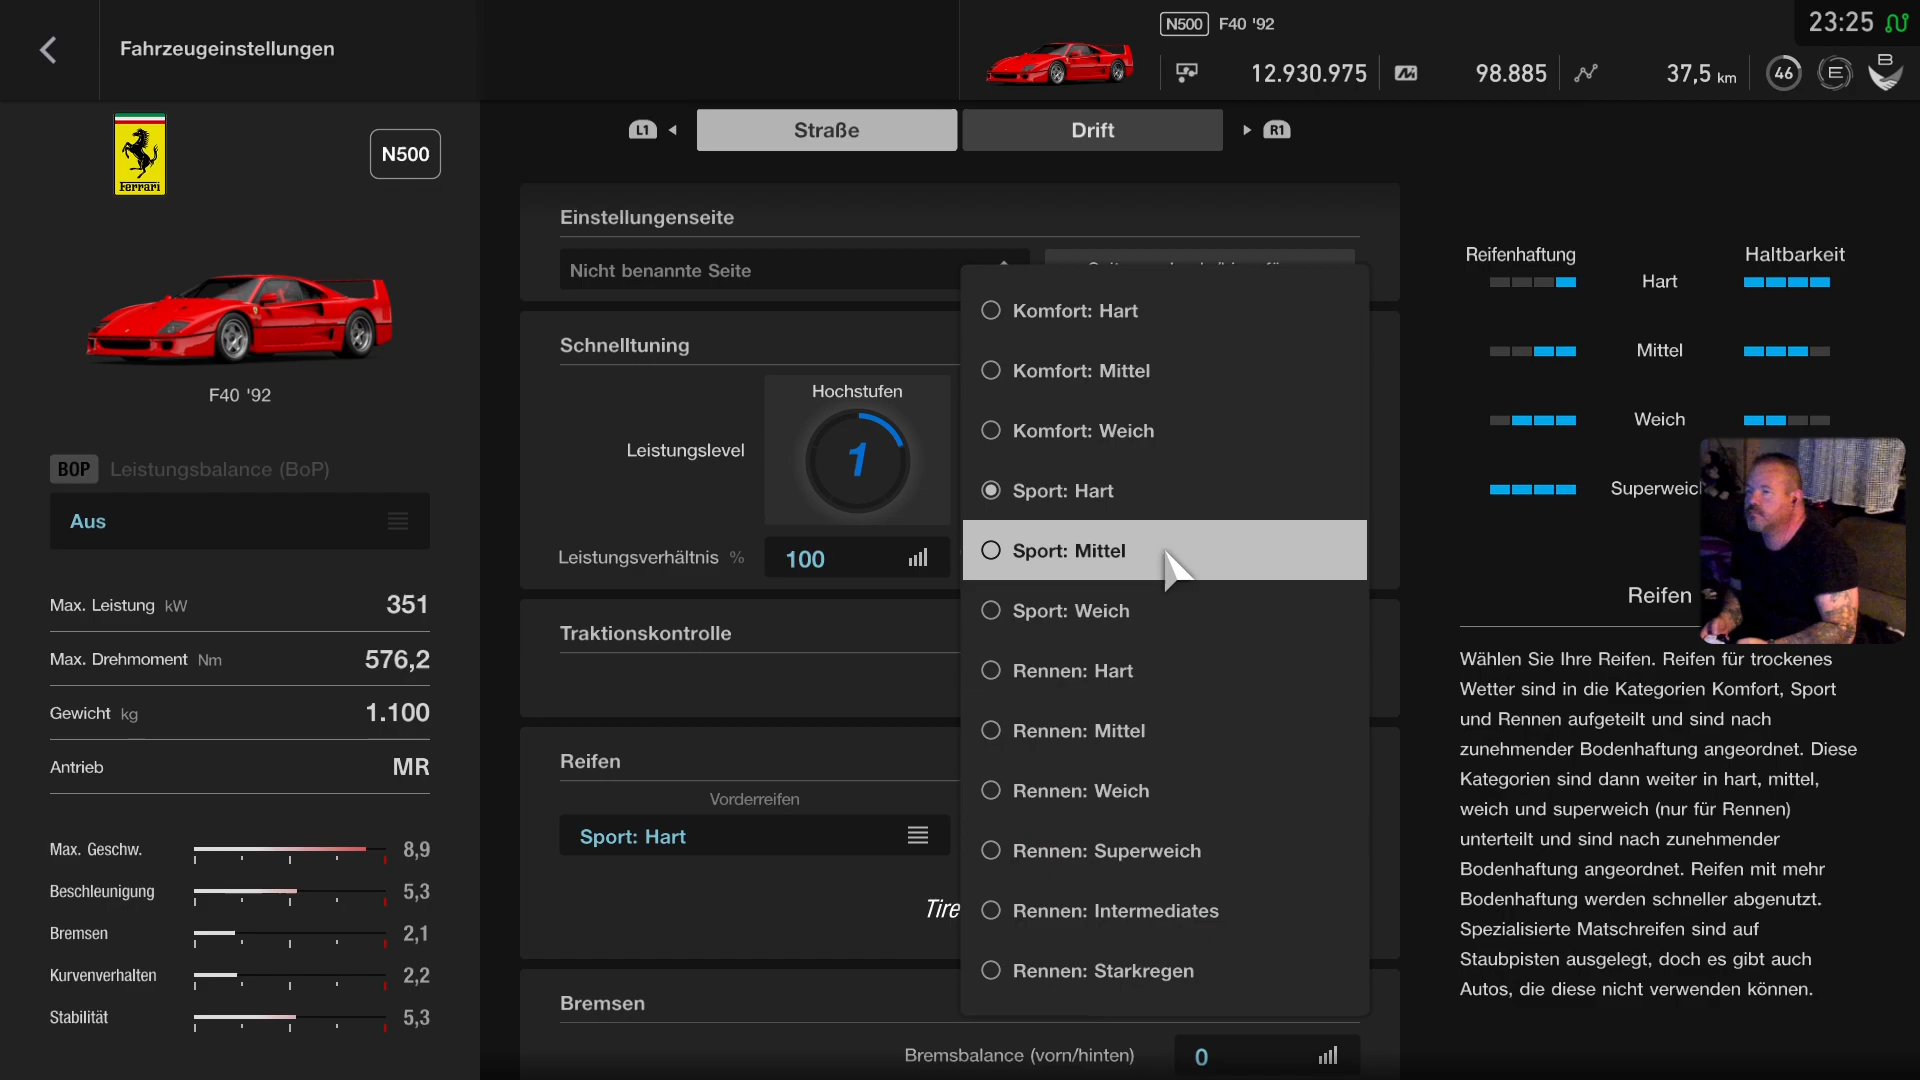 Fahrzeugeinstellungen
N500 F40 '92
12.930.975
98.885
37,5 km
46
E
B
23:25
Ferrari
N500
F40 '92
BOP Leistungsbalance (BoP)
Aus
Max. Leistung kW 351
Max. Drehmoment Nm 576,2
Gewicht kg 1.100
Antrieb MR
Max. Geschw. 8,9
Beschleunigung 5,3
Bremsen 2,1
Kurvenverhalten 2,2
Stabilität 5,3
L1 Straße Drift R1
Einstellungenseite
Nicht benannte Seite
Schnelltuning
Hochstufen
Leistungslevel 1
Leistungsverhältnis % 100
Traktionskontrolle
Reifen
Vorderreifen
Sport: Hart
Tire
Bremsen
Bremsbalance (vorn/hinten) 0
Komfort: Hart
Komfort: Mittel
Komfort: Weich
Sport: Hart
Sport: Mittel
Sport: Weich
Rennen: Hart
Rennen: Mittel
Rennen: Weich
Rennen: Superweich
Rennen: Intermediates
Rennen: Starkregen
Reifenhaftung Haltbarkeit
Hart
Mittel
Weich
Superweic
Reifen
Wählen Sie Ihre Reifen. Reifen für trockenes
Wetter sind in die Kategorien Komfort, Sport
und Rennen aufgeteilt und sind nach
zunehmender Bodenhaftung angeordnet. Diese
Kategorien sind dann weiter in hart, mittel,
weich und superweich (nur für Rennen)
unterteilt und sind nach zunehmender
Bodenhaftung angeordnet. Reifen mit mehr
Bodenhaftung werden schneller abgenutzt.
Spezialisierte Matschreifen sind auf
Staubpisten ausgelegt, doch es gibt auch
Autos, die diese nicht verwenden können.